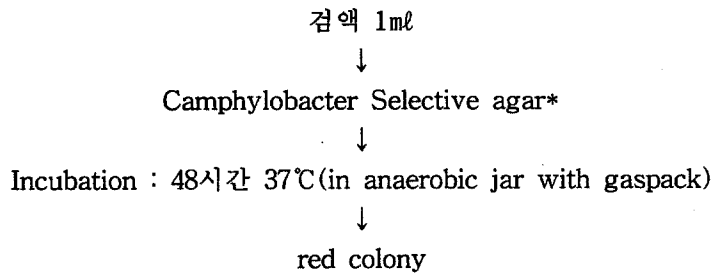 검액 1㎖
↓
Camphylobacter Selective agar*
↓
Incubation : 48시간 37℃(in anaerobic jar with gaspack)
↓
red colony